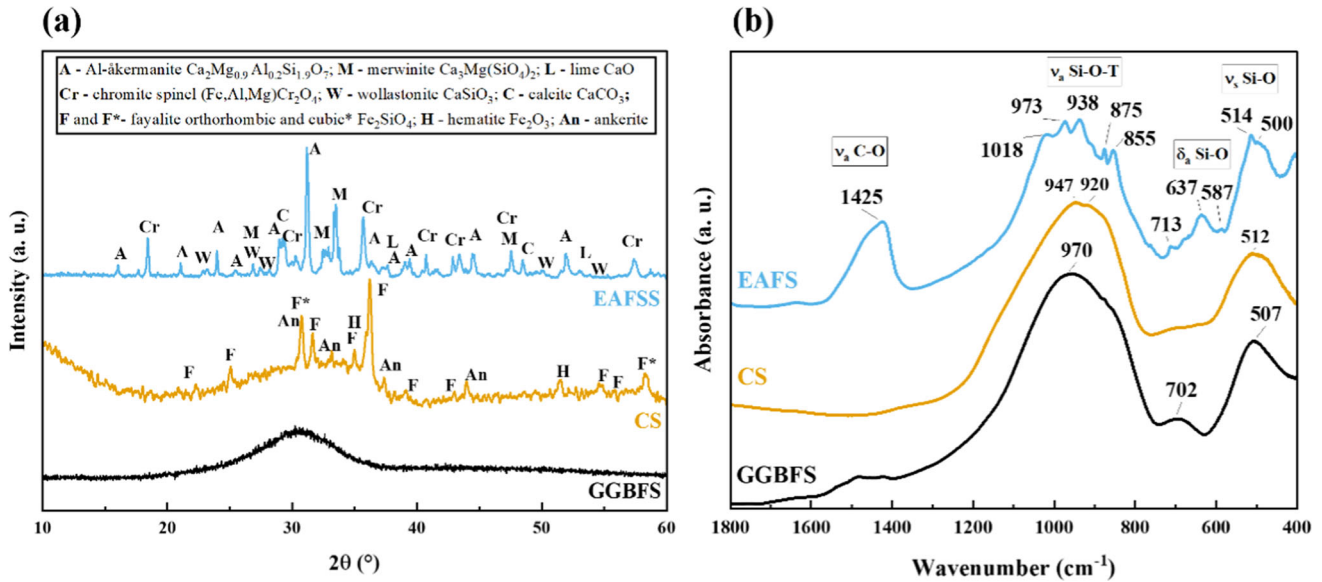 (a)
A - Al-åkermanite Ca₂Mg₀.₉ Al₀.₂Si₁.₉O₇; M - merwinite Ca₃Mg(SiO₄)₂; L - lime CaO
Cr - chromite spinel (Fe,Al,Mg)Cr₂O₄; W - wollastonite CaSiO₃; C - calcite CaCO₃;
F and F*- fayalite orthorhombic and cubic* Fe₂SiO₄; H - hematite Fe₂O₃; An - ankerite
Intensity (a. u.)
A
Cr
A
W
A
A
M
W
W
A
C
Cr
A
M
M
Cr
A
L
A
A
Cr
Cr
A
Cr
M
C
W
A
L
W
Cr
EAFSS
F
F
F*
An
F
An
H
F
F
An
F
F
An
H
F
F
F*
CS
GGBFS
10
20
30
40
50
60
2θ (°)
(b)
Absorbance (a. u.)
νₐ C-O
1425
νₐ Si-O-T
973
938
875
855
1018
δₐ Si-O
637
587
713
νₛ Si-O
514
500
EAFS
947
920
512
CS
970
702
507
GGBFS
1800
1600
1400
1200
1000
800
600
400
Wavenumber (cm⁻¹)